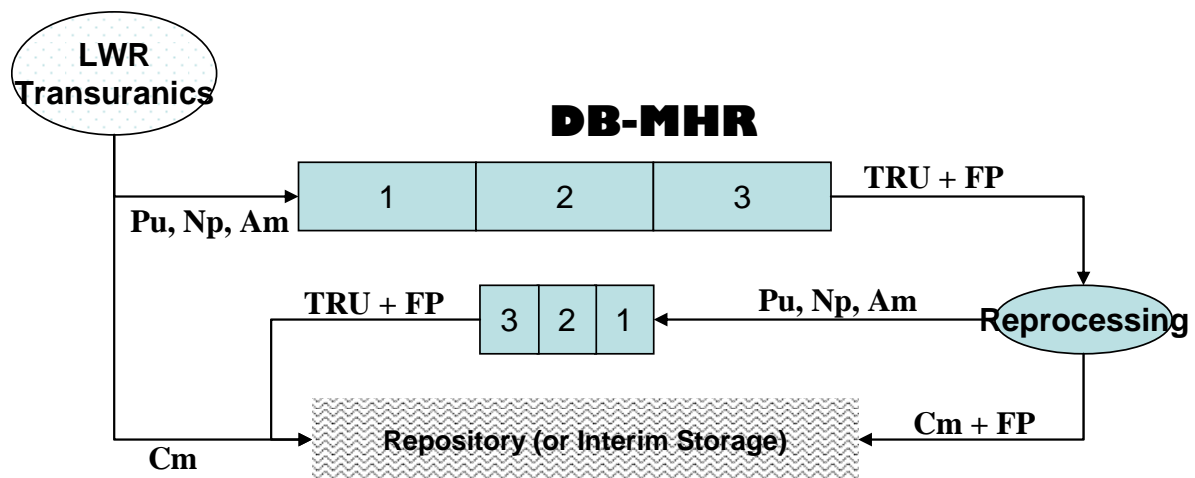 LWR
Transuranics
DB-MHR
1 2 3
TRU + FP
Pu, Np, Am
TRU + FP
3 2 1
Pu, Np, Am
Reprocessing
Cm
Repository (or Interim Storage)
Cm + FP